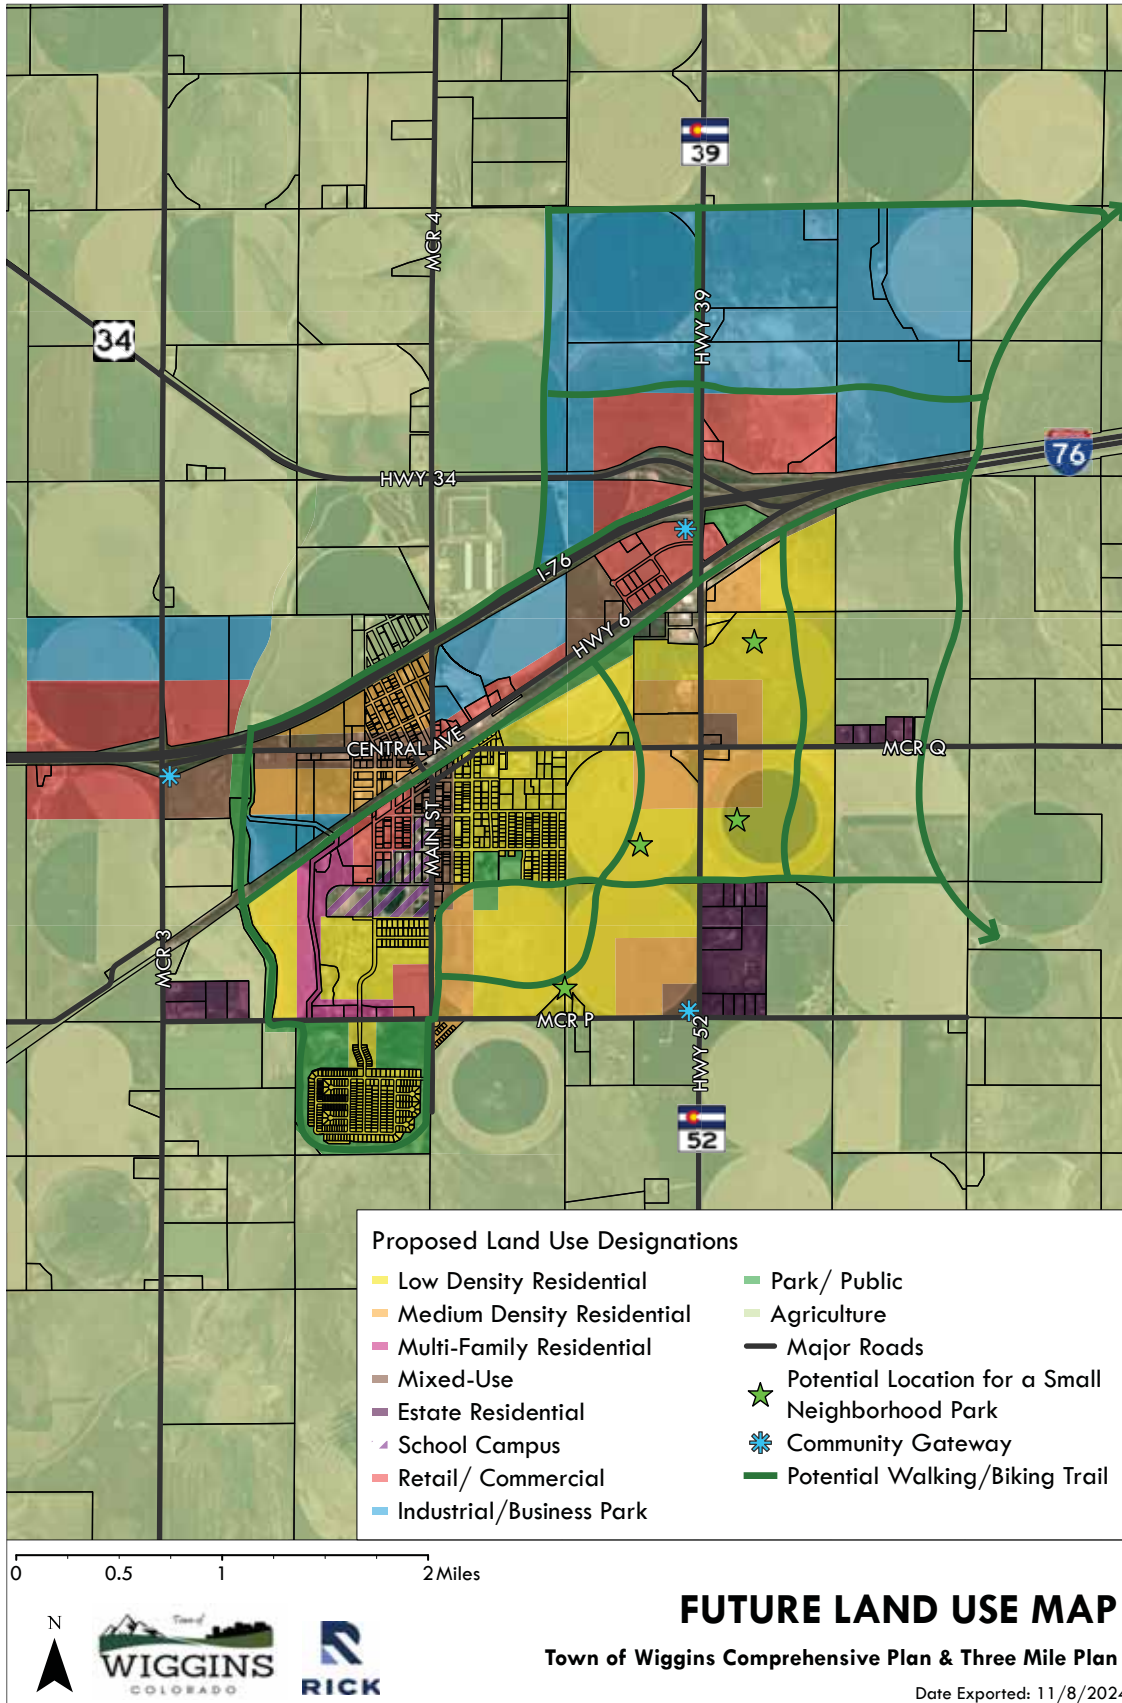 39
MCR 4
HWY 39
34
76
HWY 34
I-76
HWY 6
CENTRAL AVE
MCR Q
MAIN ST
MCR 3
MCR P
HWY 52
52
Proposed Land Use Designations
Low Density Residential
Medium Density Residential
Multi-Family Residential
Mixed-Use
Estate Residential
School Campus
Retail/ Commercial
Industrial/Business Park
Park/ Public
Agriculture
Major Roads
Potential Location for a Small
Neighborhood Park
Community Gateway
Potential Walking/Biking Trail
0 0.5 1 2 Miles
N
Town of
WIGGINS
COLORADO
RICK
FUTURE LAND USE MAP
Town of Wiggins Comprehensive Plan & Three Mile Plan
Date Exported: 11/8/2024